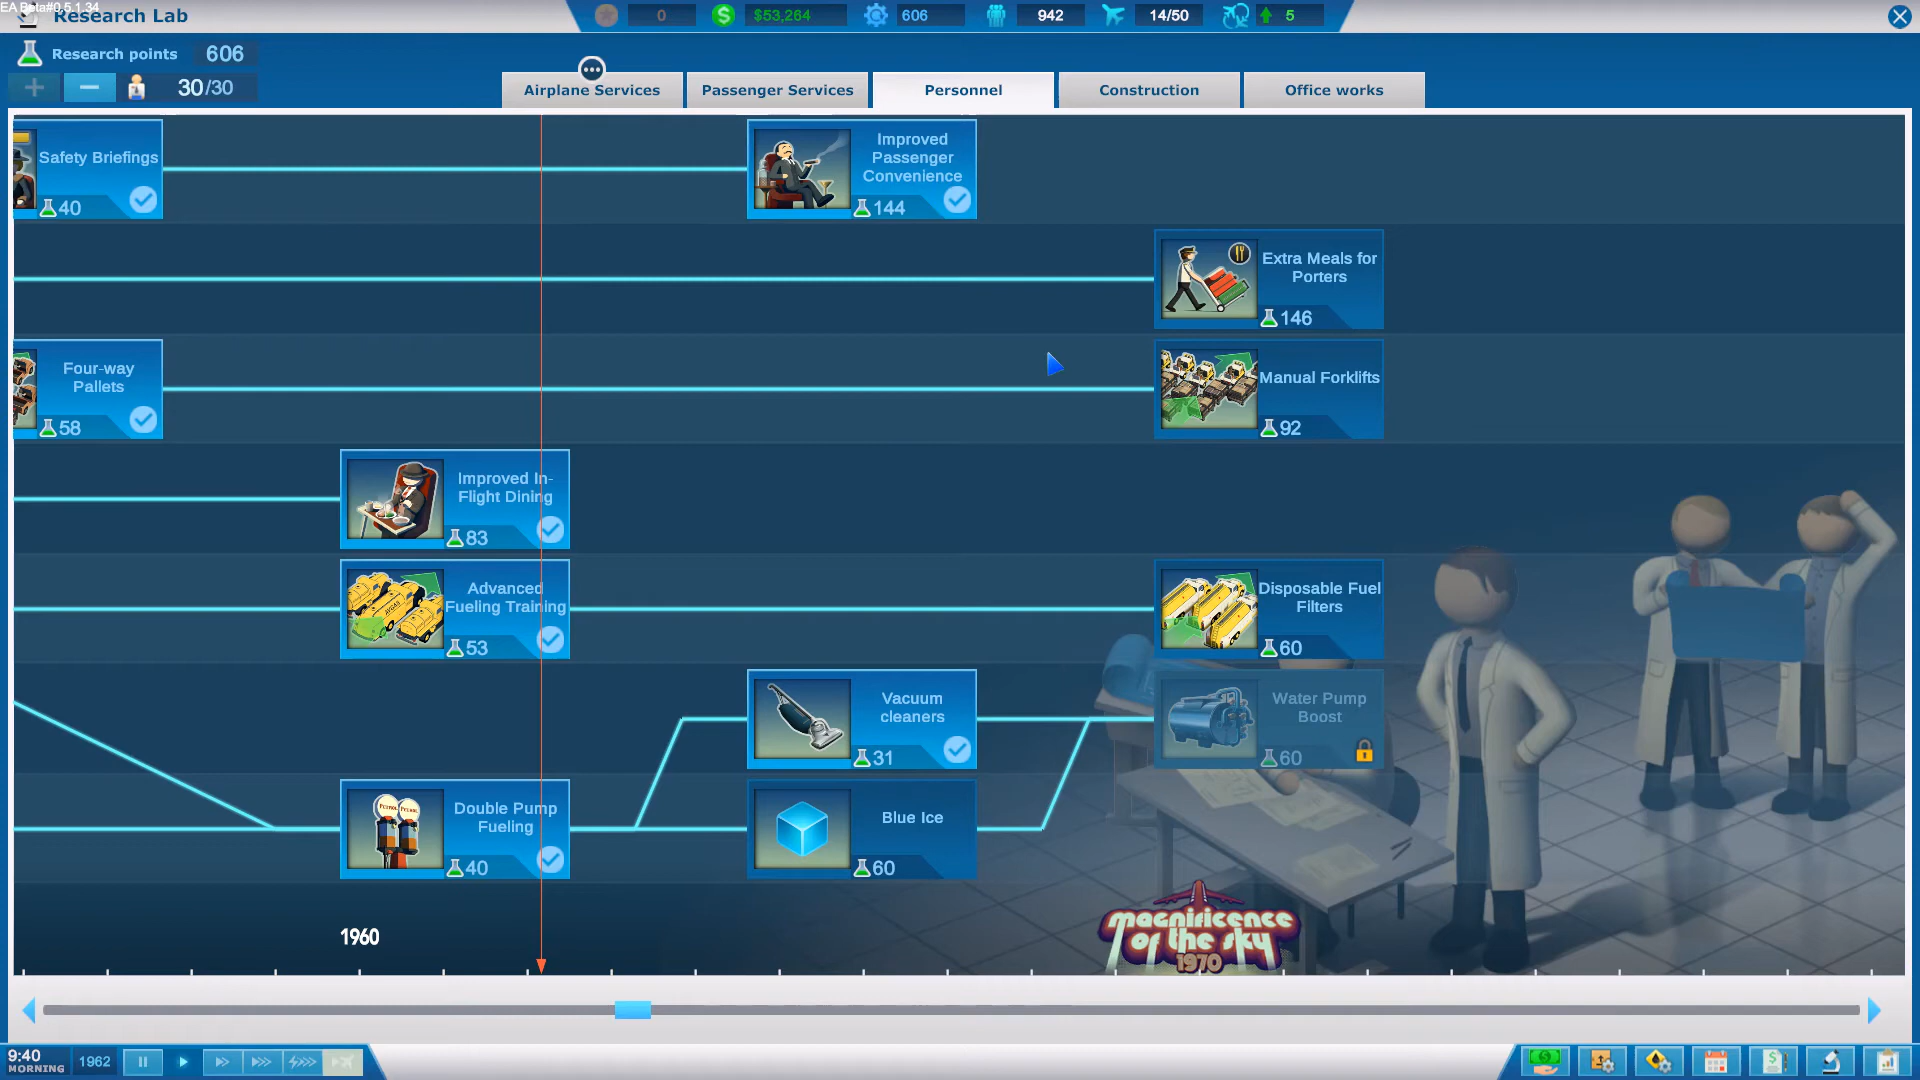 EA Beta#0.5.1.34
Research Lab
0
$53,264
606
942
14/50
5
Research points 606
30/30
Airplane Services
Passenger Services
Personnel
Construction
Office works
Safety Briefings
40
Improved
Passenger
Convenience
144
Extra Meals for
Porters
146
Four-way
Pallets
58
Manual Forklifts
92
Improved In-
Flight Dining
83
Advanced
Fueling Training
53
Disposable Fuel
Filters
60
Vacuum
cleaners
31
Water Pump
Boost
60
Double Pump
Fueling
40
Blue Ice
60
1960
magnificence
of the sky
1970
9:40
MORNING
1962